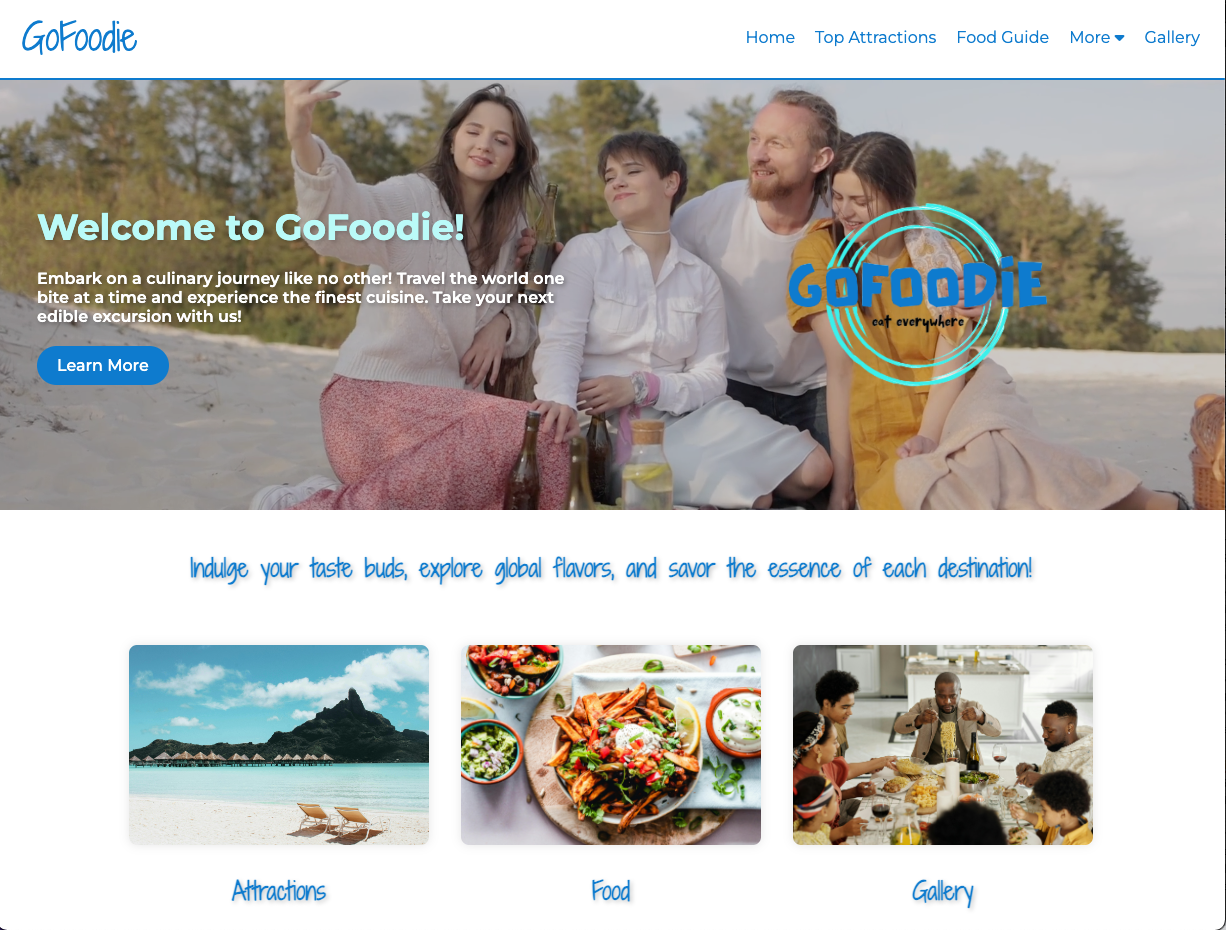 GoFoodie
Home Top Attractions Food Guide More Gallery
Welcome to GoFoodie!
Embark on a culinary journey like no other! Travel the world one
bite at a time and experience the finest cuisine. Take your next
edible excursion with us!
Learn More
GOFOODiE
eat everywhere
Indulge your taste buds, explore global flavors, and savor the essence of each destination!
Attractions Food Gallery